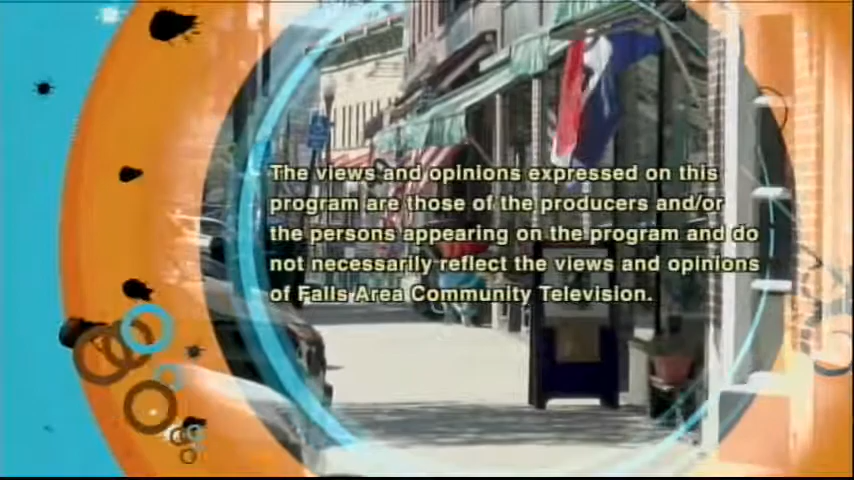 The views and opinions expressed on this
program are those of the producers and/or
the persons appearing on the program and do
not necessarily reflect the views and opinions
of Falls Area Community Television.